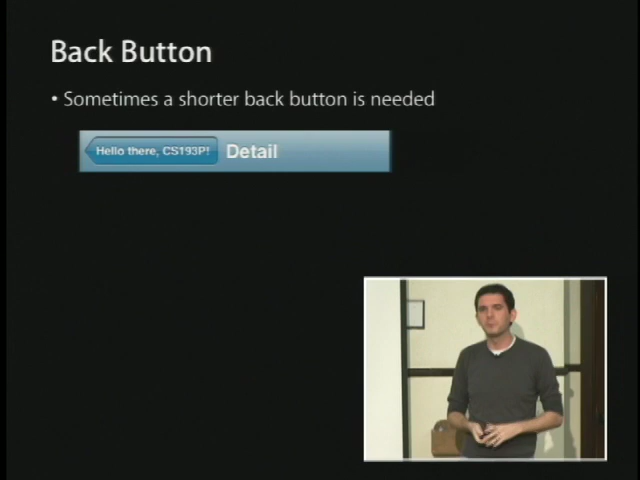 Back Button
• Sometimes a shorter back button is needed
Hello there, CS193P! Detail